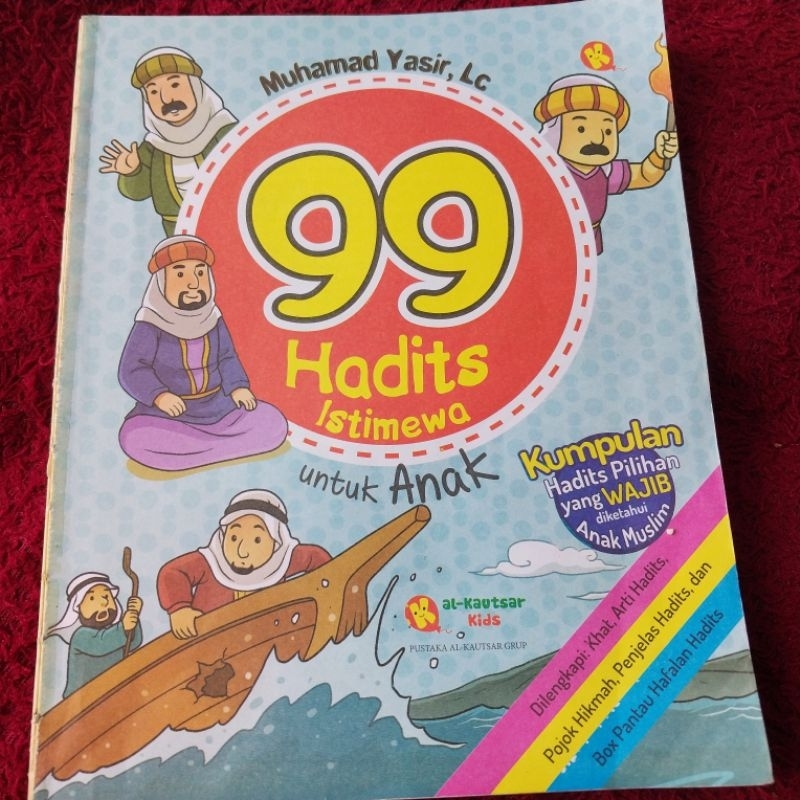 Muhamad Yasir, Lc
99
Hadits
Istimewa
untuk Anak
Kumpulan
Hadits Pilihan
yang WAJIB
diketahui
Anak Muslim
al-kautsar
Kids
PUSTAKA AL-KAUTSAR GRUP
Dilengkapi: Khat, Arti Hadits,
Pojok Hikmah, Penjelas Hadits, dan
Box Pantau Hafalan Hadits